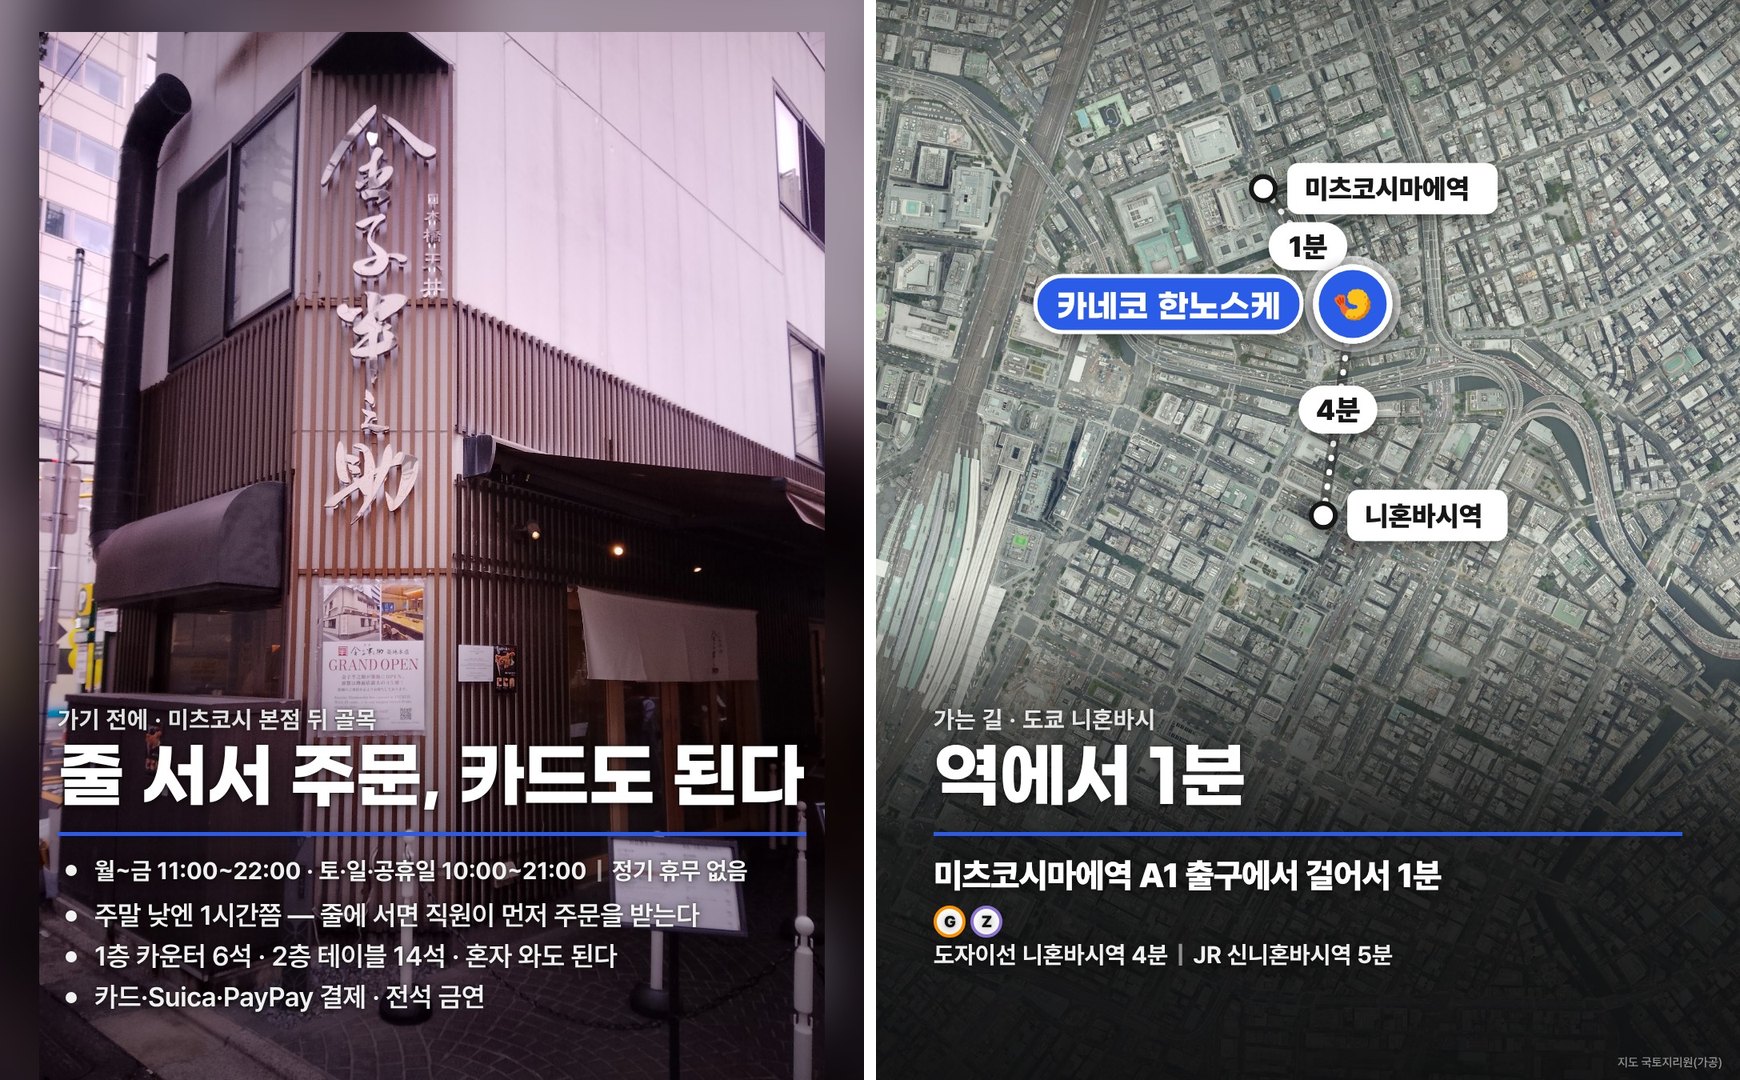 金子半之助
日本橋天丼
GRAND OPEN
가기 전에 · 미츠코시 본점 뒤 골목
줄 서서 주문, 카드도 된다
월~금 11:00~22:00 · 토·일·공휴일 10:00~21:00 | 정기 휴무 없음
주말 낮엔 1시간쯤 — 줄에 서면 직원이 먼저 주문을 받는다
1층 카운터 6석 · 2층 테이블 14석 · 혼자 와도 된다
카드·Suica·PayPay 결제 · 전석 금연
미츠코시마에역
1분
카네코 한노스케
4분
니혼바시역
가는 길 · 도쿄 니혼바시
역에서 1분
미츠코시마에역 A1 출구에서 걸어서 1분
G Z
도자이선 니혼바시역 4분 | JR 신니혼바시역 5분
지도 국토지리원(가공)